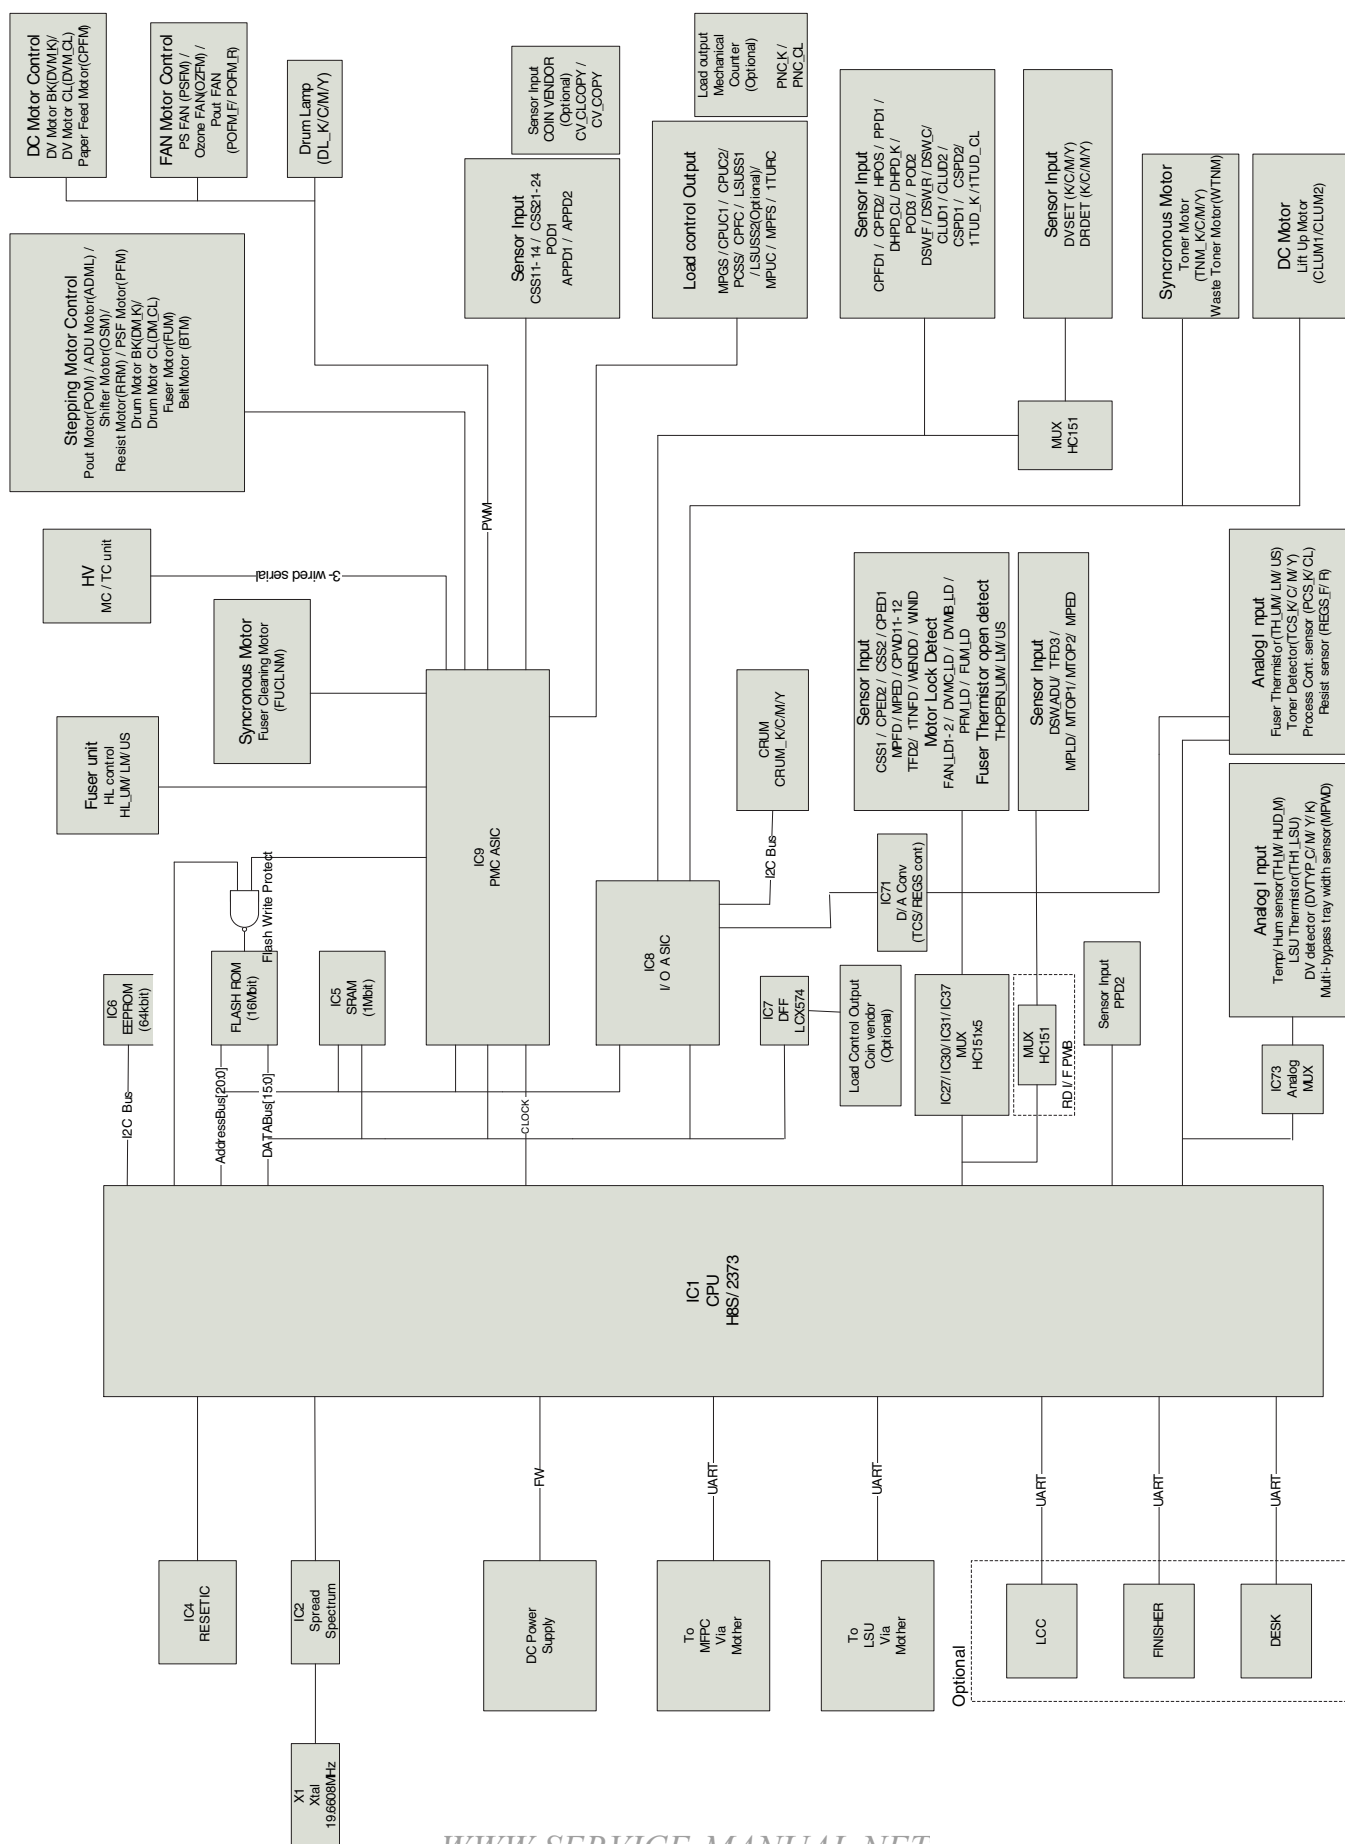 DC Motor Control
DV Motor BK(DVM_K)/
DV Motor CL(DVM_CL)
Paper Feed Motor(CPFM)
FAN Motor Control
PS FAN (PSFM) /
Ozone FAN(OZFM) /
Pout FAN
(POFM_F/ POFM_R)
Drum Lamp
(DL_K/C/M/Y)
Sensor Input
COIN VENDOR
(Optional)
CV_CLCOPY /
CV_COPY
Load output
Mechanical
Counter
(Optional)
PNC_K /
PNC_CL
Stepping Motor Control
Pout Motor(POM) / ADU Motor(ADML) /
Shifter Motor(OSM)/
Resist Motor(RRM) / PSF Motor(PFM)
Drum Motor BK(DM_K)/
Drum Motor CL(DM_CL)
Fuser Motor(FUM)
Belt Motor (BTM)
Sensor Input
CSS11-14 / CSS21-24
POD1
APPD1 / APPD2
Load control Output
MPGS / CPUC1 / CPUC2/
PCSS/ CPFC / LSUSS1
/ LSUSS2(Optional)/
MPUC / MPFS / 1TURC
Sensor Input
CPFD1 / CPFD2/ HPOS / PPD1 /
DHPD_CL/ DHPD_K /
POD3 / POD2
DSW_F / DSW_R / DSW_C/
CLUD1 / CLUD2 /
CSPD1 / CSPD2/
1TUD_K /1TUD_CL
Sensor Input
DVSET (K/C/M/Y)
DRDET (K/C/M/Y)
Syncronous Motor
Toner Motor
(TNM_K/C/M/Y)
Waste Toner Motor(WTNM)
DC Motor
Lift Up Motor
(CLUM1/CLUM2)
MUX
HC151
HV
MC / TC unit
3-wired serial
PWM
Syncronous Motor
Fuser Cleaning Motor
(FUCLNM)
Fuser unit
HL control
HL_UM/ LM/ US
IC9
PMC ASIC
IC8
I/ O ASIC
CRUM
CRUM_K/C/M/Y
I2C Bus
Sensor Input
CSS1 / CPED2 / CSS2 / CPED1
MPFD / MPED / CPWD11-12
TFD2/ 1TNFD / WENDD / WNID
Motor Lock Detect
FAN_LD1-2 / DVMC_LD / DVMB_LD /
PFM_LD / FUM_LD
Fuser Thermistor open detect
THOPEN_UM/ LM/ US
Sensor Input
DSW_ADU/ TFD3 /
MPLD/ MTOP1/ MTOP2/ MPED
Analog I nput
Fuser Thermistor(TH_UM/ LM/ US)
Toner Detector(TCS_K/ C/ M/ Y)
Process Cont. sensor (PCS_K/ CL)
Resist sensor (REGS_F/ R)
Analog I nput
Temp/ Hum sensor(TH_M/ HUD_M)
LSU Thermistor(TH1_LSU)
DV detector (DVTYP_C/ M/ Y/ K)
Muti-bypass tray width sensor(MPWD)
Flash Write Protect
IC71
D/ A Conv
(TCS/ REGS cont)
IC6
EEPROM
(64kbit)
FLASH ROM
(16Mbit)
IC5
SRAM
(1Mbit)
IC7
DFF
LCX574
Load Control Output
Coin vendor
(Optional)
IC27/ IC30/ IC31/ IC37
MUX
HC151x5
MUX
HC151
RD I/ F PWB
Sensor Input
PPD2
IC73
Analog
MUX
I2C Bus
AddressBus[20:0]
DATABus[15:0]
CLOCK
IC1
CPU
H8S/ 2373
FW
UART
UART
UART
UART
UART
IC4
RESET IC
IC2
Spread
Spectrum
DC Power
Supply
To
MFPC
Via
Mother
To
LSU
Via
Mother
Optional
LCC
FINISHER
DESK
X1
Xtal
19.6608MHz
WWW.SERVICE-MANUAL.NET